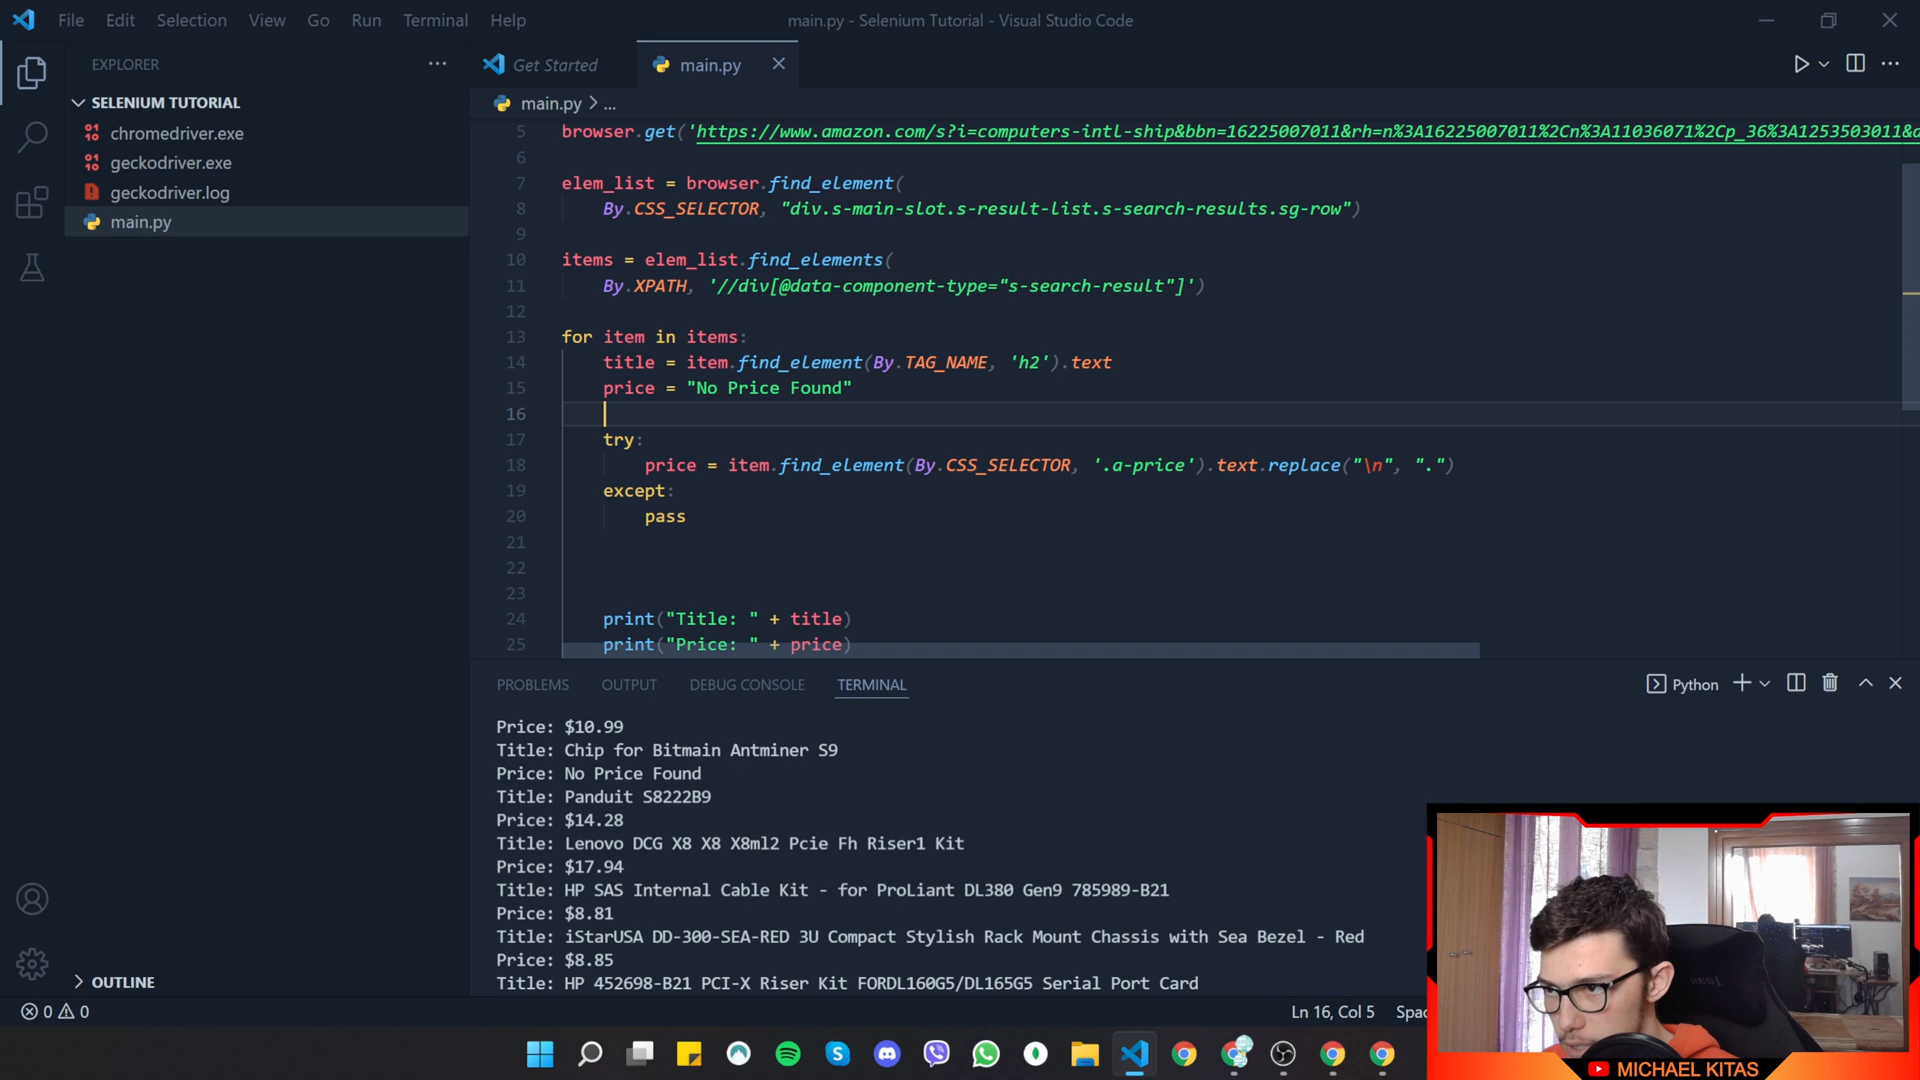 File Edit Selection View Go Run Terminal Help
main.py - Selenium Tutorial - Visual Studio Code
EXPLORER
SELENIUM TUTORIAL
chromedriver.exe
geckodriver.exe
geckodriver.log
main.py
OUTLINE
Get Started
main.py
main.py > ...
5 browser.get('https://www.amazon.com/s?i=computers-intl-ship&bbn=16225007011&rh=n%3A16225007011%2Cn%3A11036071%2Cp_36%3A1253503011&d
6
7 elem_list = browser.find_element(
8 By.CSS_SELECTOR, "div.s-main-slot.s-result-list.s-search-results.sg-row")
9
10 items = elem_list.find_elements(
11 By.XPATH, '//div[@data-component-type="s-search-result"]')
12
13 for item in items:
14 title = item.find_element(By.TAG_NAME, 'h2').text
15 price = "No Price Found"
16
17 try:
18 price = item.find_element(By.CSS_SELECTOR, '.a-price').text.replace("\n", ".")
19 except:
20 pass
21
22
23
24 print("Title: " + title)
25 print("Price: " + price)
PROBLEMS OUTPUT DEBUG CONSOLE TERMINAL
Python
Price: $10.99
Title: Chip for Bitmain Antminer S9
Price: No Price Found
Title: Panduit S8222B9
Price: $14.28
Title: Lenovo DCG X8 X8 X8ml2 Pcie Fh Riser1 Kit
Price: $17.94
Title: HP SAS Internal Cable Kit - for ProLiant DL380 Gen9 785989-B21
Price: $8.81
Title: iStarUSA DD-300-SEA-RED 3U Compact Stylish Rack Mount Chassis with Sea Bezel - Red
Price: $8.85
Title: HP 452698-B21 PCI-X Riser Kit FORDL160G5/DL165G5 Serial Port Card
0 0
Ln 16, Col 5 Spac
MICHAEL KITAS